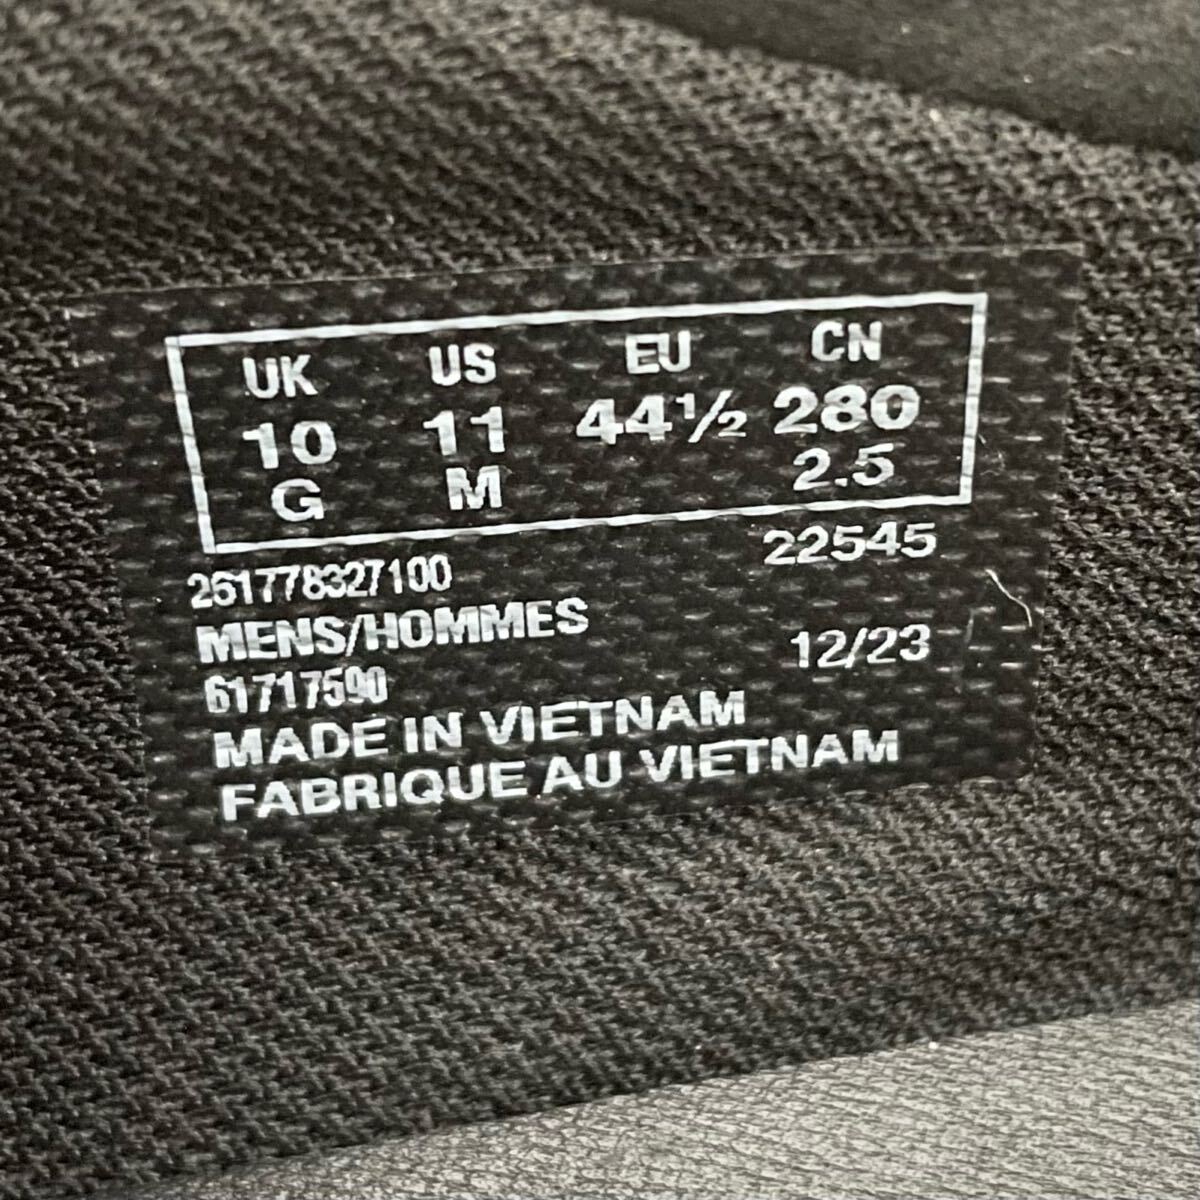 UK US EU CN
10 11 44½ 280
G M 2.5
261778327100 22545
MENS/HOMMES
61717590 12/23
MADE IN VIETNAM
FABRIQUE AU VIETNAM